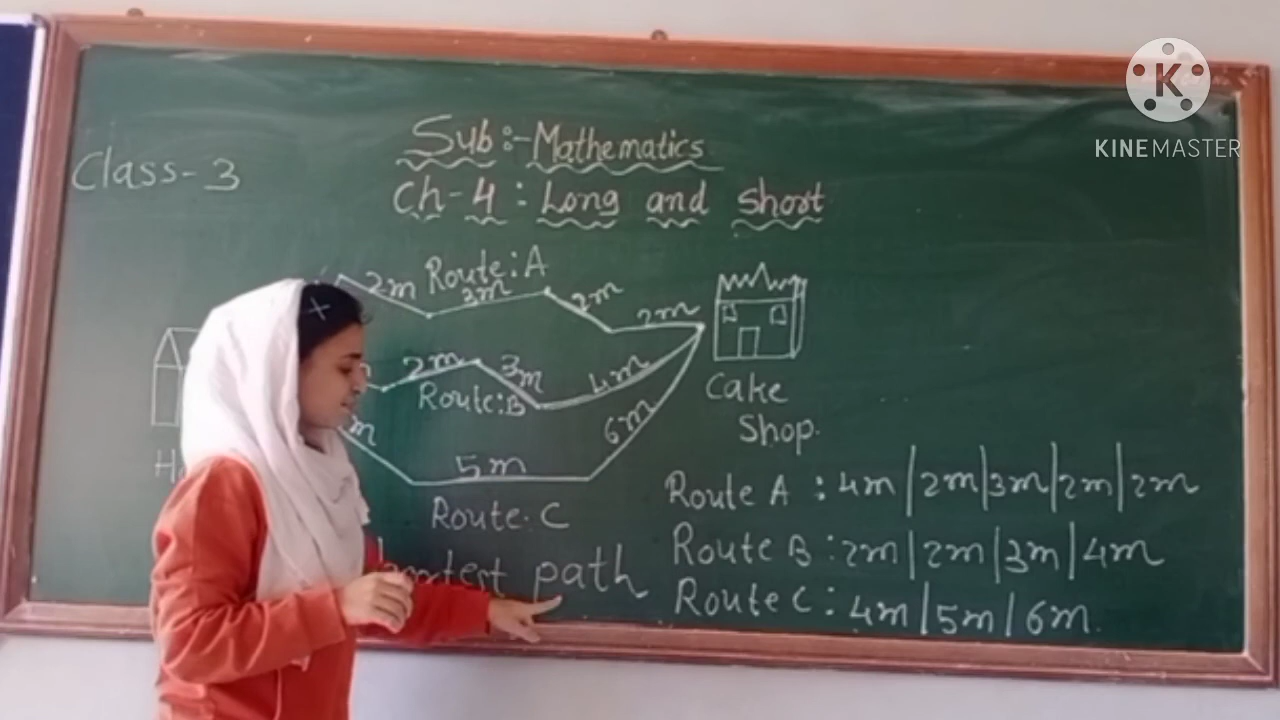 KINEMASTER
Class-3
Sub:-Mathematics
Ch-4: Long and short
Route: A
2m
3m
2m
2m
2m
3m
4m
Route: B
Cake
Shop.
m
5m
6m
Route. C
path
Route A : 4m|2m|3m|2m|2m
Route B : 2m|2m|3m|4m
Route C : 4m|5m|6m.